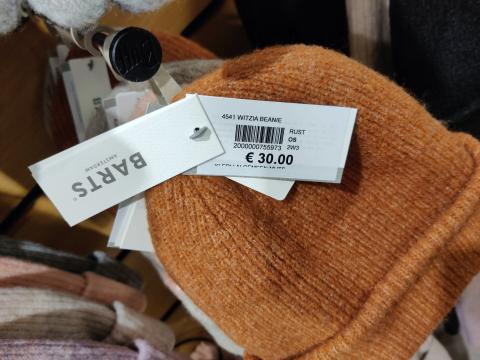 4541 WITZIA BEANIE
RUST
OS
2000000755973 2W3
€ 30.00
BARTS
AMSTERDAM